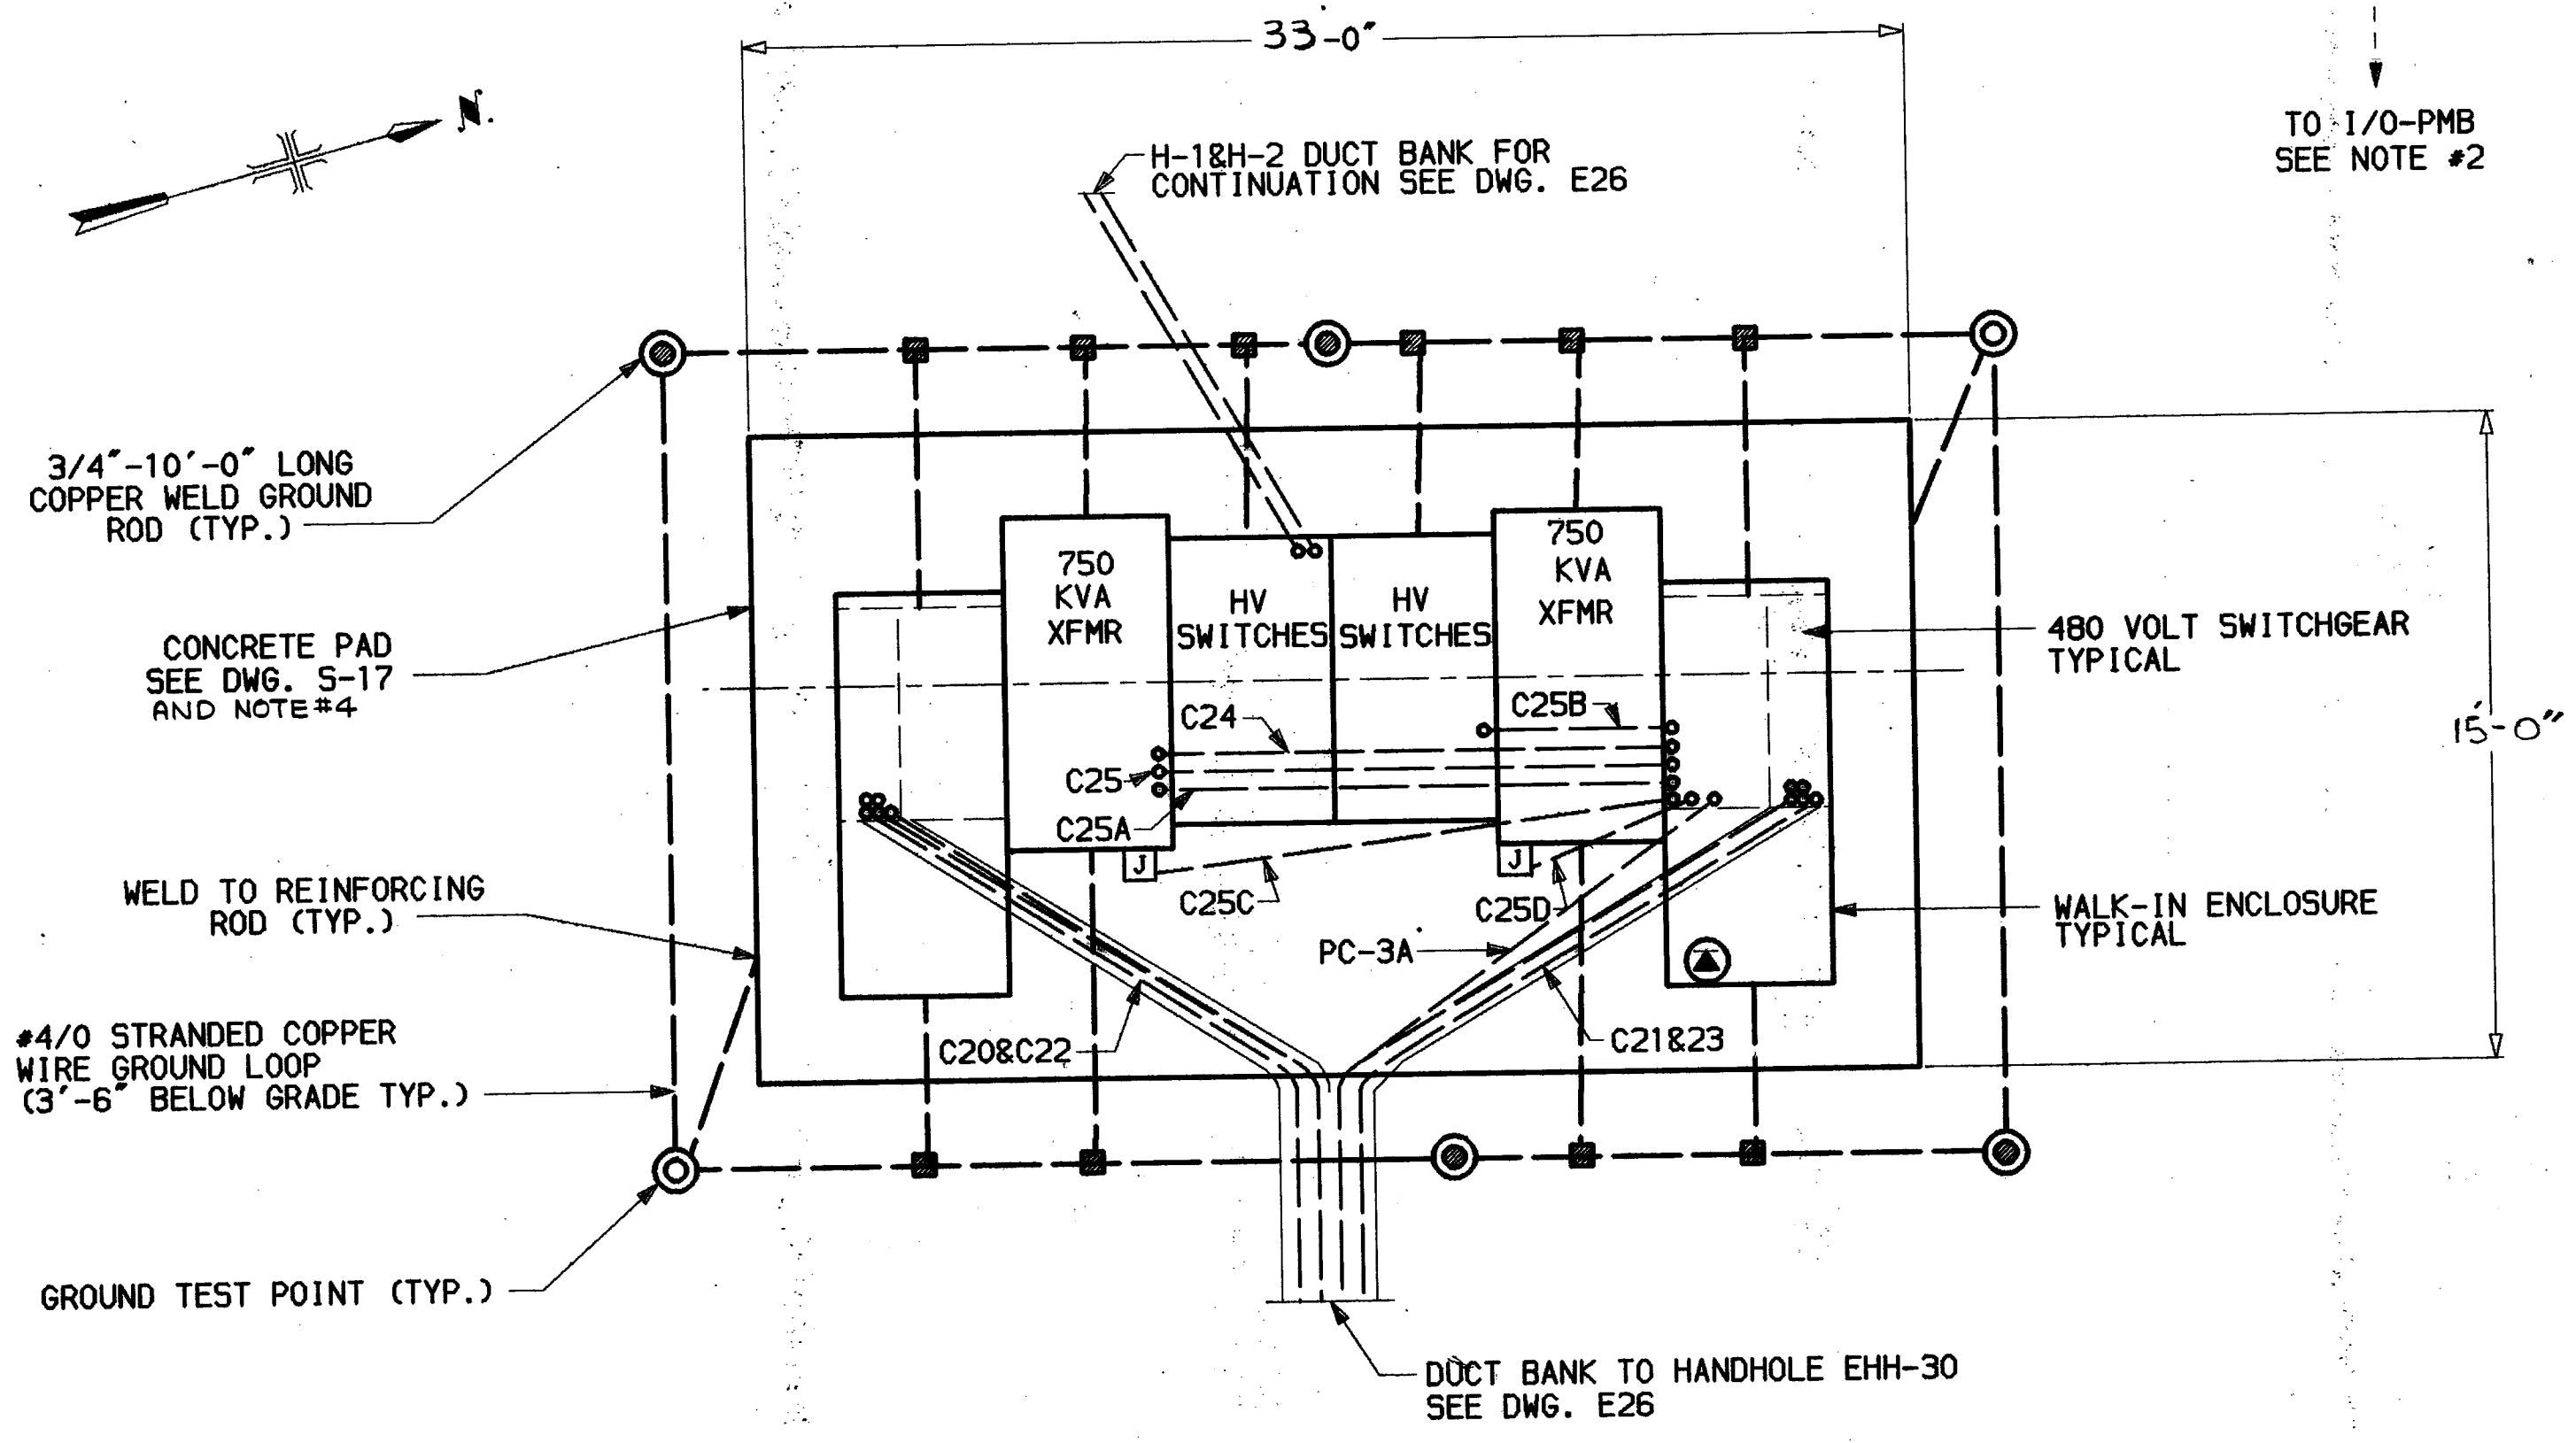 33'-0"
N.
TO I/O-PMB
SEE NOTE #2
H-1&H-2 DUCT BANK FOR
CONTINUATION SEE DWG. E26
3/4"-10'-0" LONG
COPPER WELD GROUND
ROD (TYP.)
750
KVA
XFMR
HV
SWITCHES
HV
SWITCHES
750
KVA
XFMR
480 VOLT SWITCHGEAR
TYPICAL
CONCRETE PAD
SEE DWG. S-17
AND NOTE #4
15'-0"
C24
C25B
C25
C25A
J
J
C25C
C25D
WELD TO REINFORCING
ROD (TYP.)
WALK-IN ENCLOSURE
TYPICAL
PC-3A
#4/0 STRANDED COPPER
WIRE GROUND LOOP
(3'-6" BELOW GRADE TYP.)
C20&C22
C21&23
GROUND TEST POINT (TYP.)
DUCT BANK TO HANDHOLE EHH-30
SEE DWG. E26